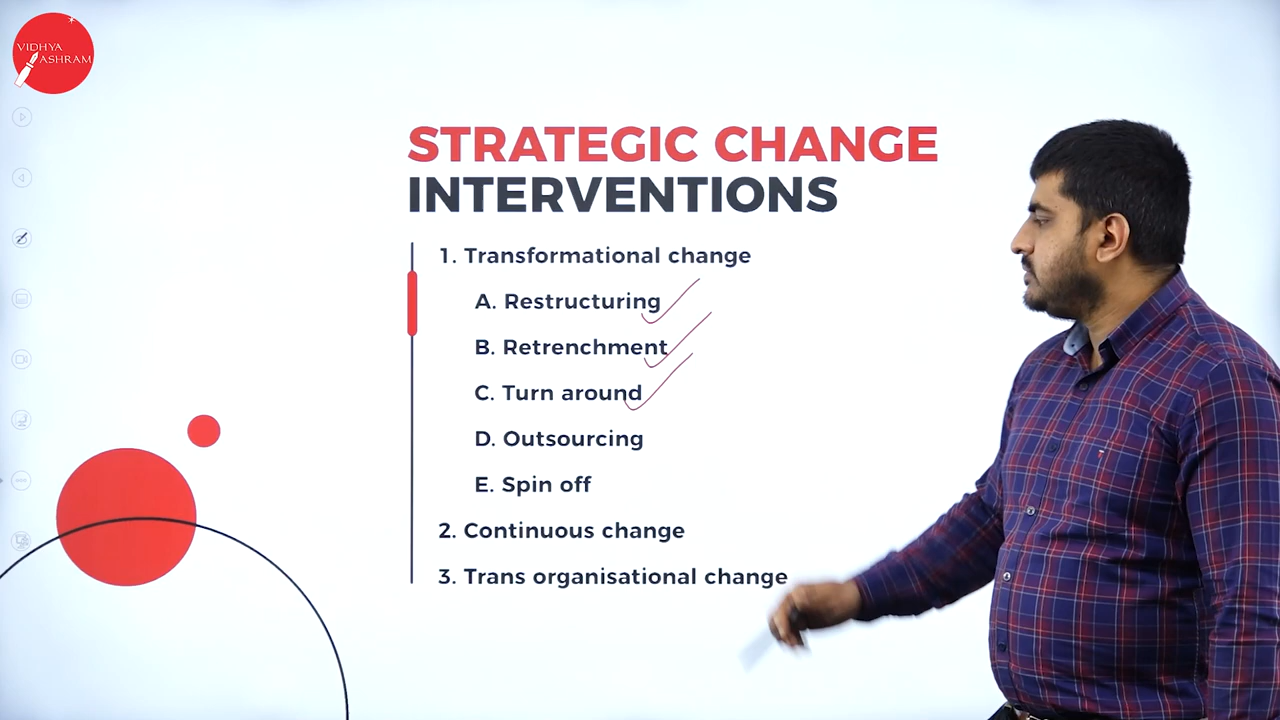 VIDHYA
ASHRAM
STRATEGIC CHANGE
INTERVENTIONS
1. Transformational change
A. Restructuring
B. Retrenchment
C. Turn around
D. Outsourcing
E. Spin off
2. Continuous change
3. Trans organisational change